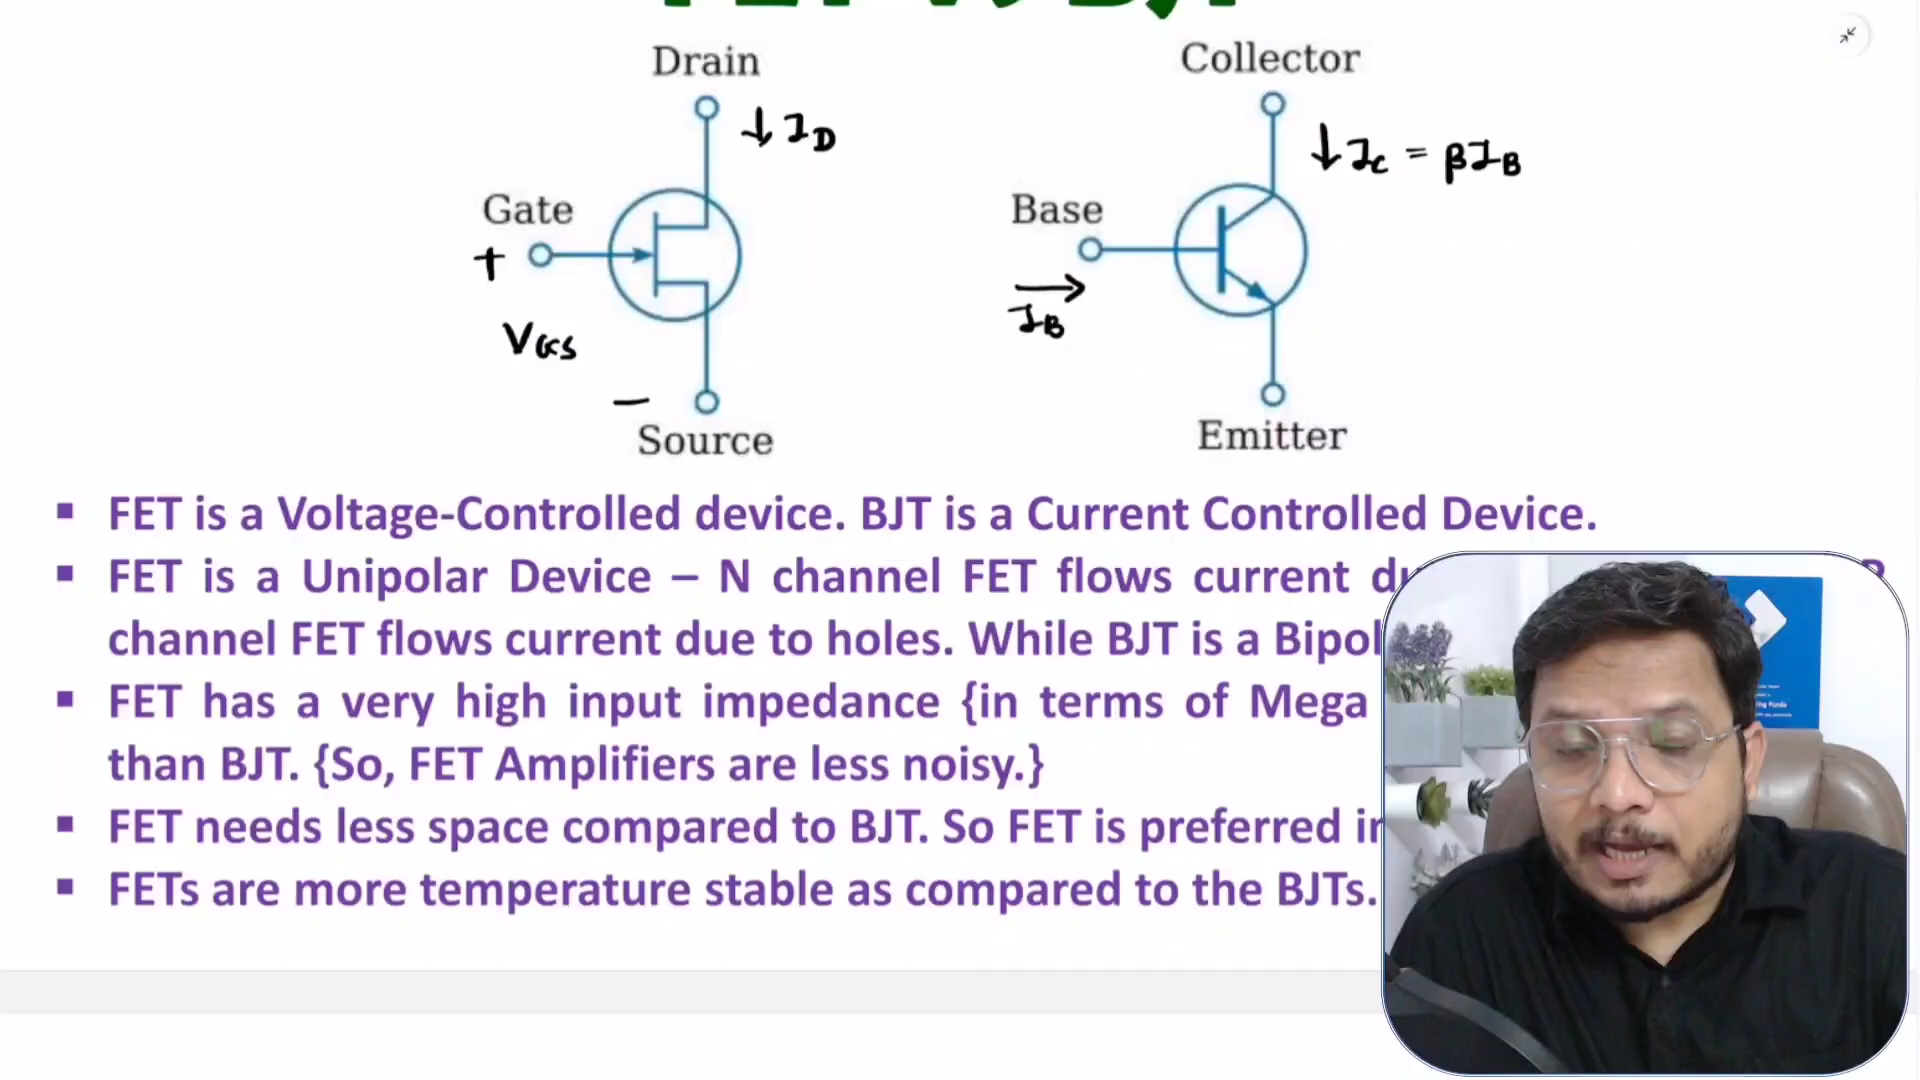 Drain
Collector
↓ I_D
↓ I_C = βI_B
Gate
Base
+
V_GS
I_B
−
Source
Emitter
▪ FET is a Voltage-Controlled device. BJT is a Current Controlled Device.
▪ FET is a Unipolar Device – N channel FET flows current
channel FET flows current due to holes. While BJT is a
▪ FET has a very high input impedance {in terms of Mega
than BJT. {So, FET Amplifiers are less noisy.}
▪ FET needs less space compared to BJT. So FET is preferred
▪ FETs are more temperature stable as compared to the BJTs.